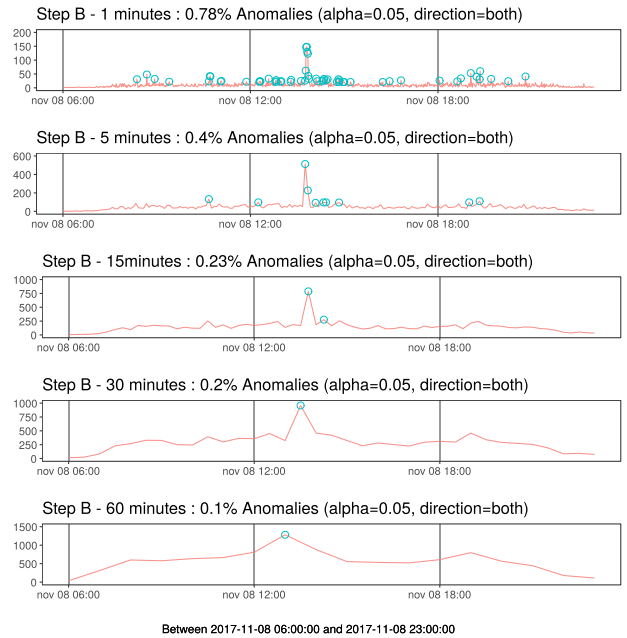 Step B - 1 minutes : 0.78% Anomalies (alpha=0.05, direction=both)
200
150
100
50
0
nov 08 06:00 nov 08 12:00 nov 08 18:00
Step B - 5 minutes : 0.4% Anomalies (alpha=0.05, direction=both)
600
400
200
0
nov 08 06:00 nov 08 12:00 nov 08 18:00
Step B - 15minutes : 0.23% Anomalies (alpha=0.05, direction=both)
1000
750
500
250
0
nov 08 06:00 nov 08 12:00 nov 08 18:00
Step B - 30 minutes : 0.2% Anomalies (alpha=0.05, direction=both)
1000
750
500
250
0
nov 08 06:00 nov 08 12:00 nov 08 18:00
Step B - 60 minutes : 0.1% Anomalies (alpha=0.05, direction=both)
1500
1000
500
0
nov 08 06:00 nov 08 12:00 nov 08 18:00
Between 2017-11-08 06:00:00 and 2017-11-08 23:00:00